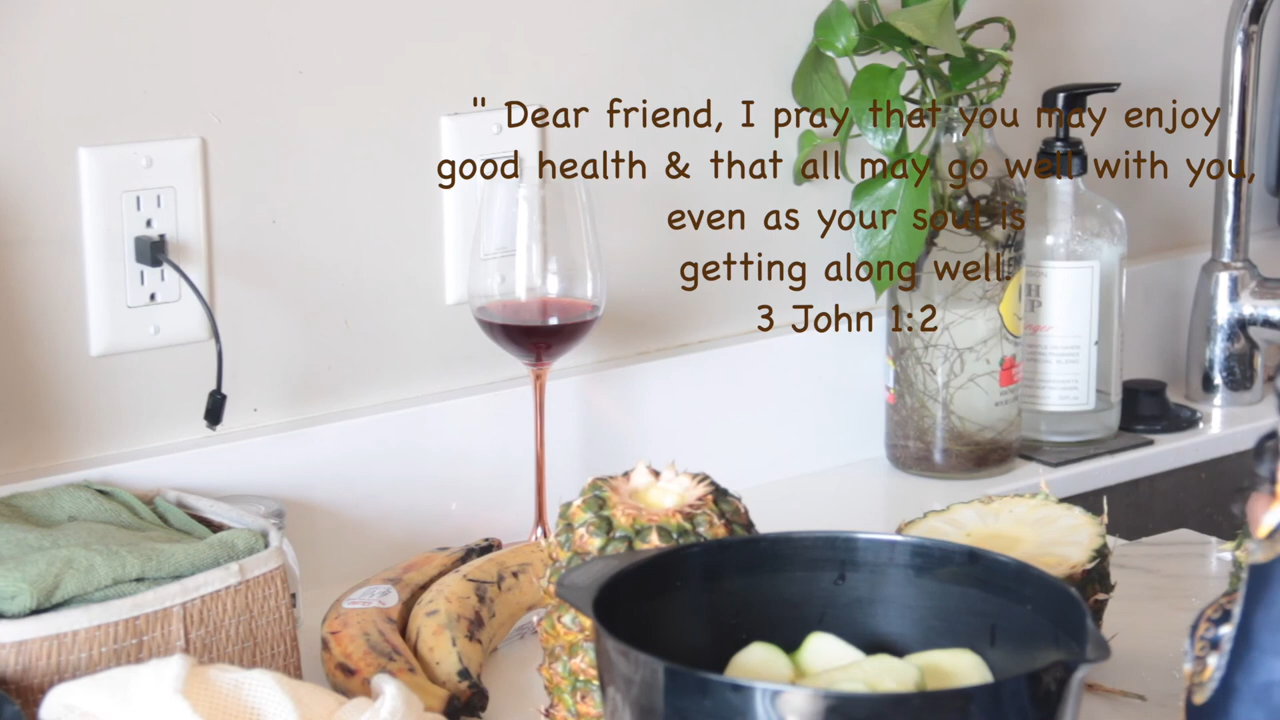 " Dear friend, I pray that you may enjoy
good health & that all may go well with you,
even as your soul is
getting along well.
3 John 1:2